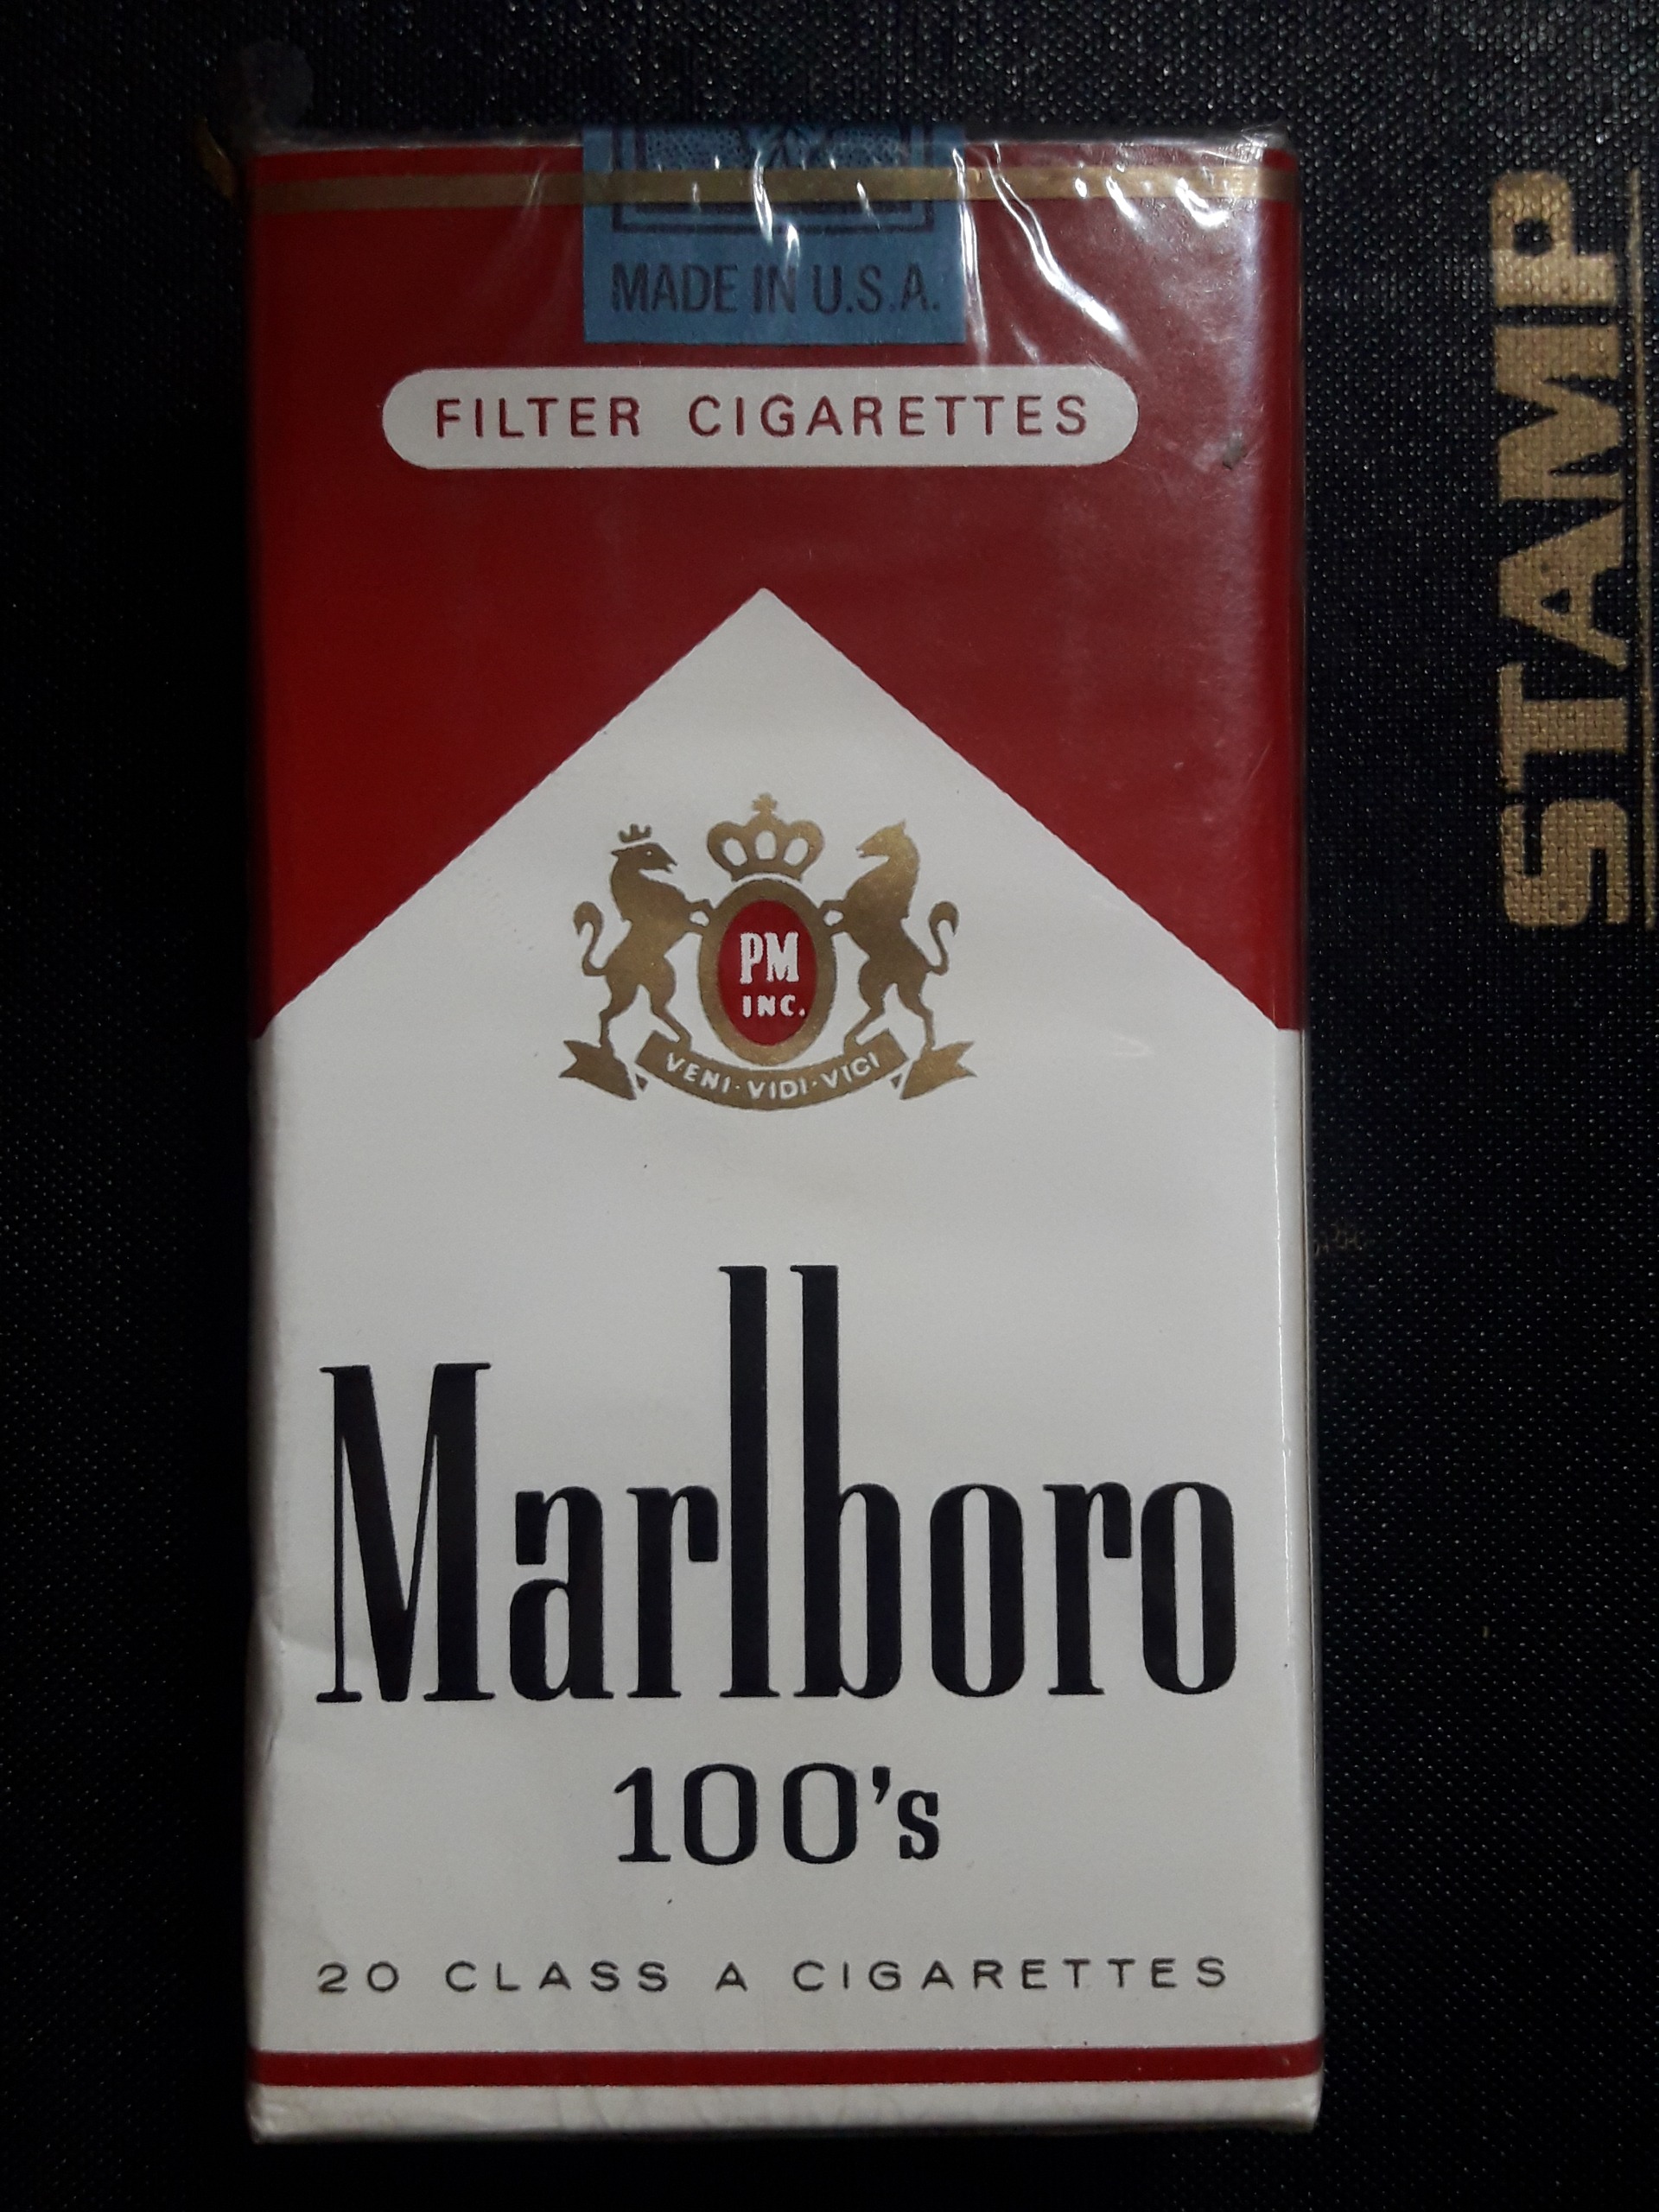 MADE IN U.S.A.
FILTER CIGARETTES
PM
INC.
VENI·VIDI·VICI
Marlboro
100's
20 CLASS A CIGARETTES
STAMP